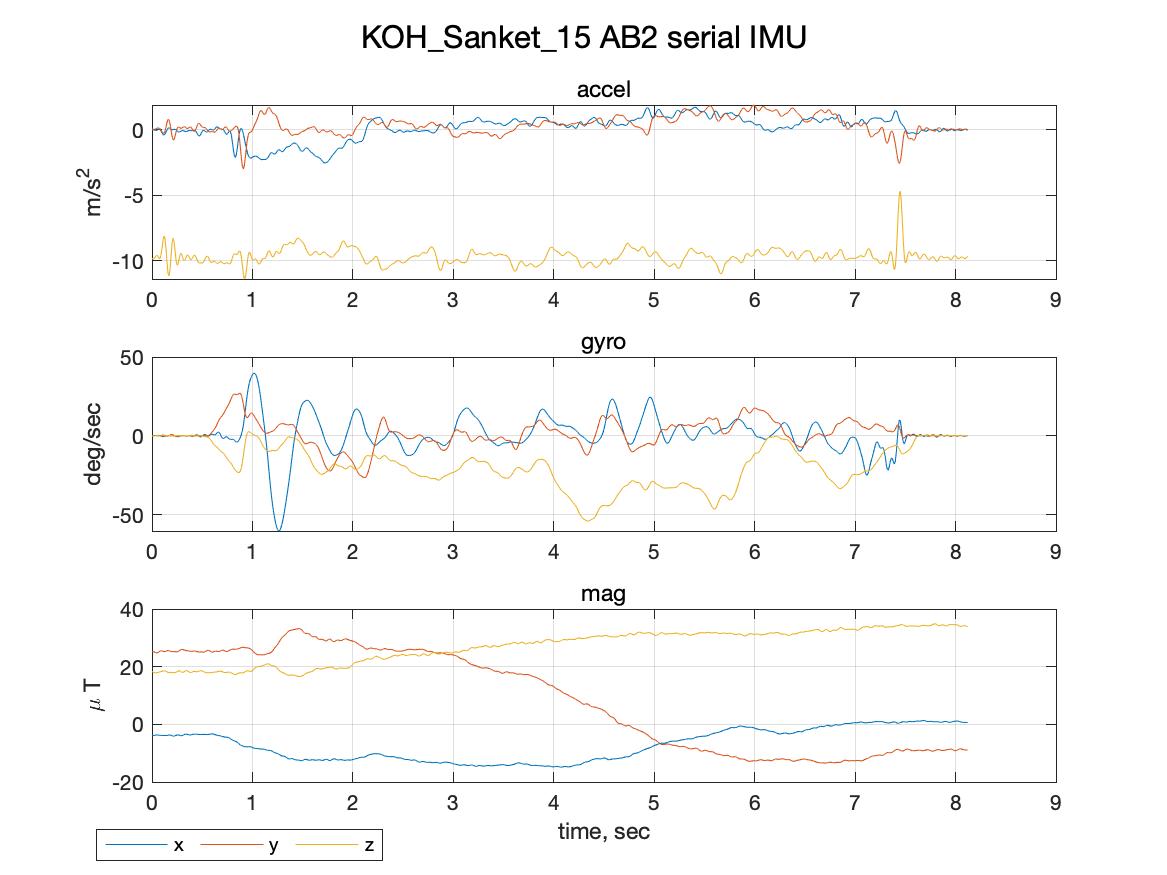 KOH_Sanket_15 AB2 serial IMU
accel
0
-5
-10
m/s2
0 1 2 3 4 5 6 7 8 9
gyro
50
0
-50
deg/sec
0 1 2 3 4 5 6 7 8 9
mag
40
20
0
-20
μ T
0 1 2 3 4 5 6 7 8 9
time, sec
x y z